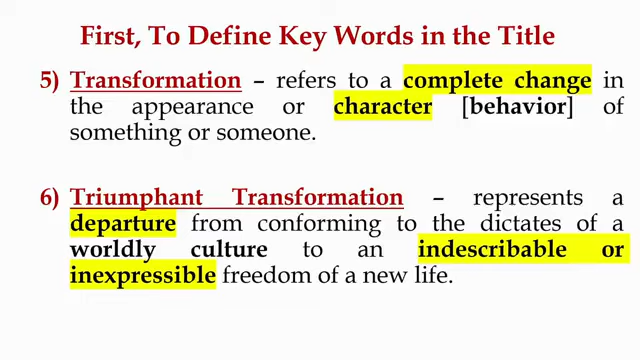 First, To Define Key Words in the Title
5) Transformation – refers to a complete change in
the appearance or character [behavior] of
something or someone.
6) Triumphant Transformation – represents a
departure from conforming to the dictates of a
worldly culture to an indescribable or
inexpressible freedom of a new life.